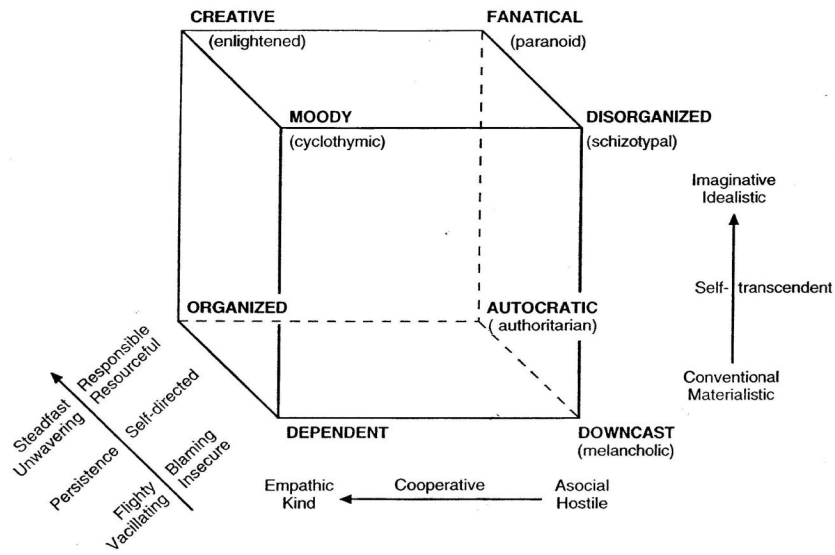 CREATIVE
(enlightened)
FANATICAL
(paranoid)
MOODY
(cyclothymic)
DISORGANIZED
(schizotypal)
Imaginative
Idealistic
Self-transcendent
Conventional
Materialistic
ORGANIZED
AUTOCRATIC
( authoritarian)
Responsible
Resourceful
Steadfast
Unwavering
Self-directed
Persistence
Blaming
Insecure
Flighty
Vacillating
DEPENDENT
DOWNCAST
(melancholic)
Empathic
Kind
Cooperative
Asocial
Hostile